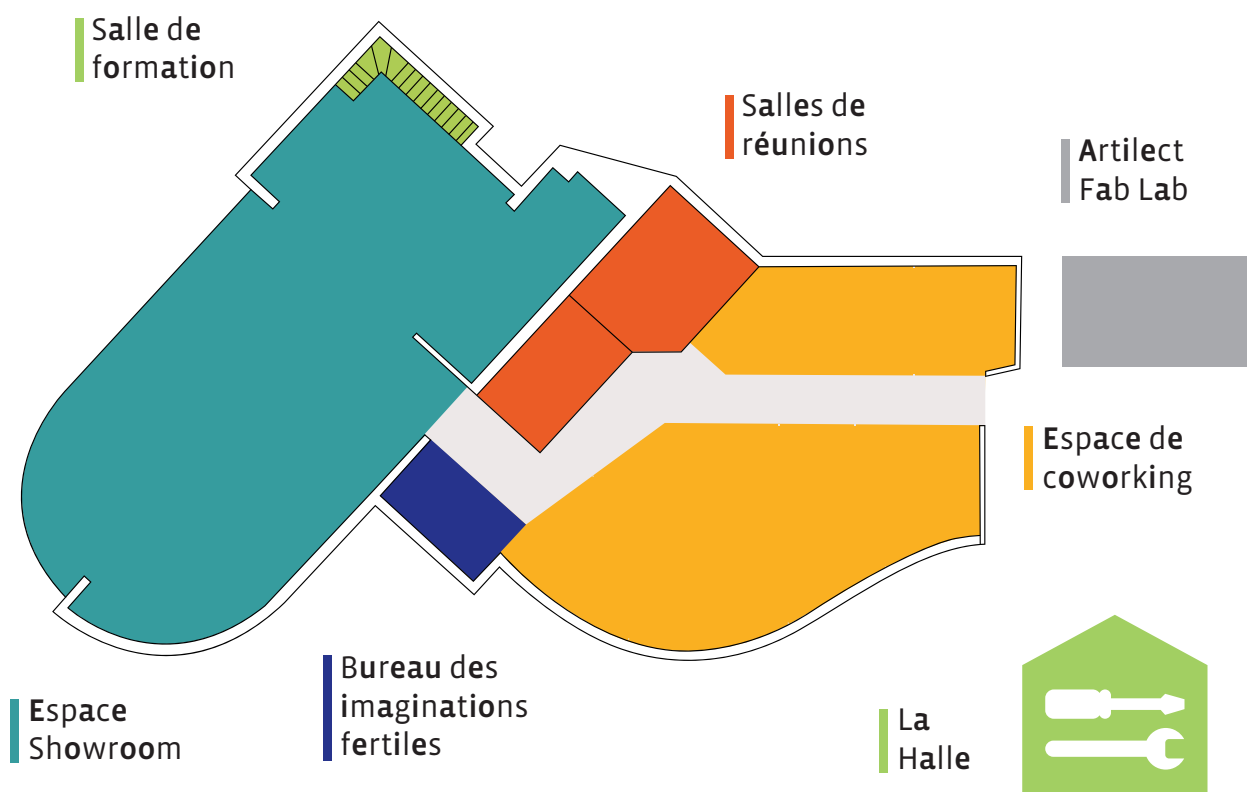 Salle de
formation
Salles de
réunions
Artilect
Fab Lab
Espace de
coworking
Bureau des
imaginations
fertiles
Espace
Showroom
La
Halle